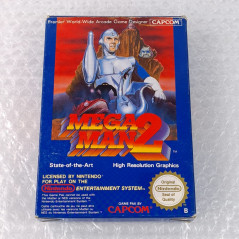 Premier World-Wide Arcade Game Designer
CAPCOM
MEGA
MAN 2
State-of-the-Art
High Resolution Graphics
LICENSED BY NINTENDO
FOR PLAY ON THE
Nintendo
ENTERTAINMENT SYSTEM
GAME PAK BY
CAPCOM
Original
Nintendo
Seal of
Quality